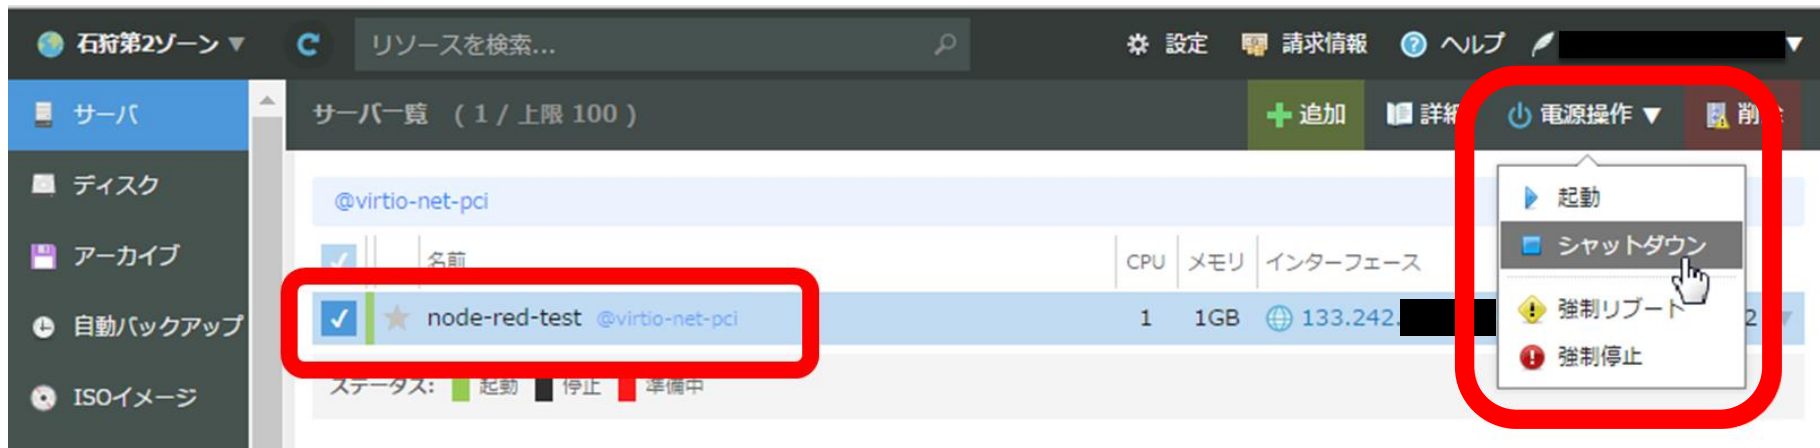 石狩第2ゾーン ▼ リソースを検索... 設定 請求情報 ヘルプ ▼
サーバ サーバ一覧 ( 1 / 上限 100 ) 追加 詳細 電源操作 ▼ 削除
ディスク @virtio-net-pci 起動
アーカイブ 名前 CPU メモリ インターフェース シャットダウン
自動バックアップ node-red-test @virtio-net-pci 1 1GB 133.242. 強制リブート 2
ISOイメージ ステータス: 起動 停止 準備中 強制停止